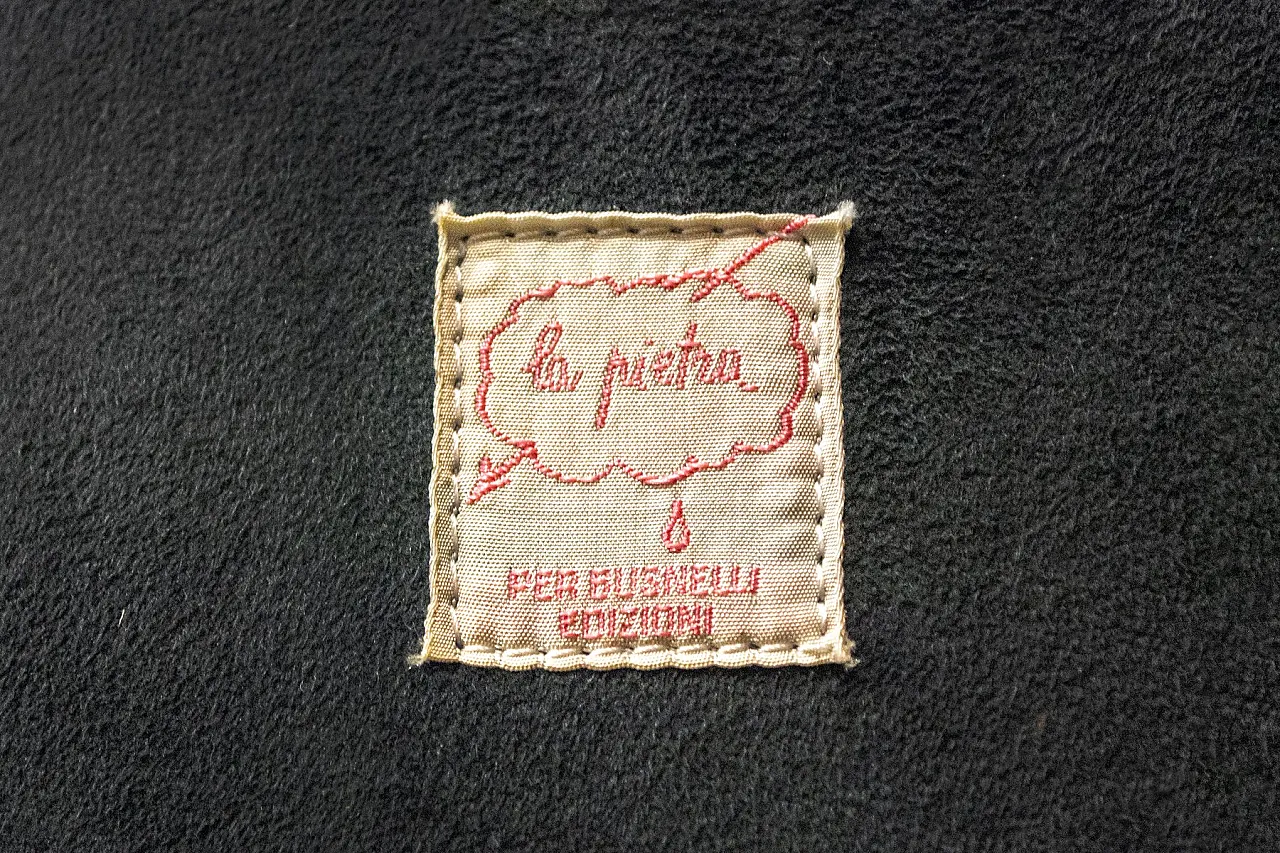 la pietra
PER BUSNELLI
EDIZIONI